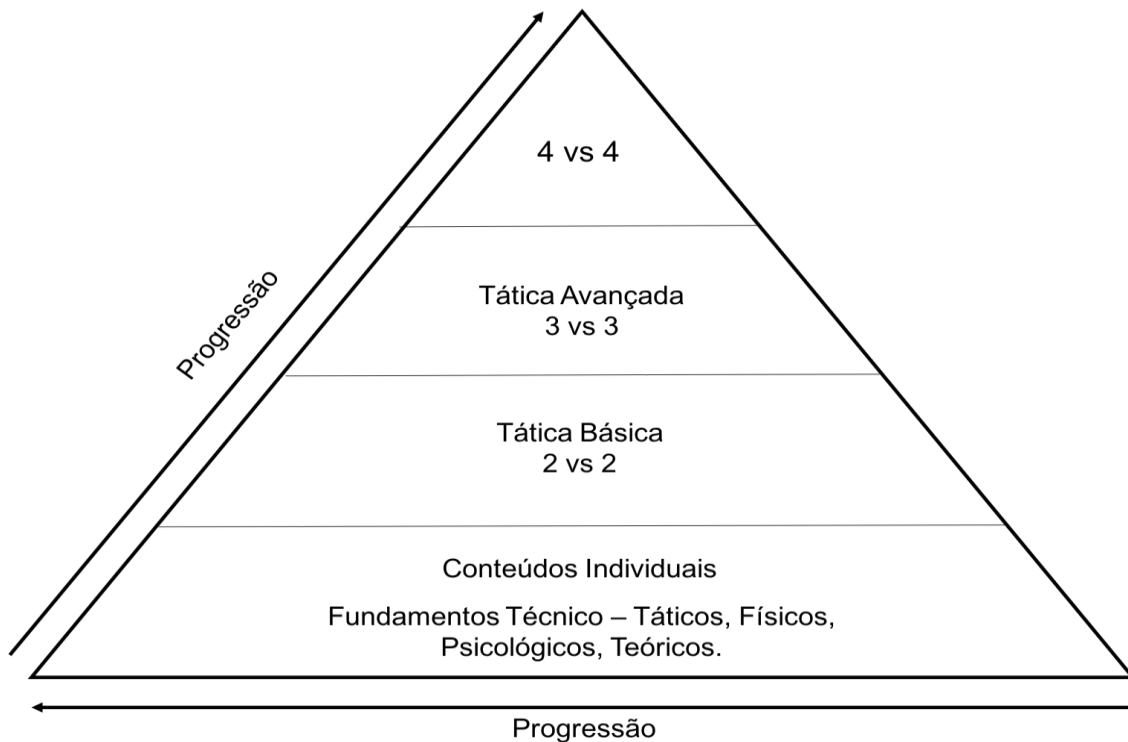 4 vs 4
Tática Avançada
3 vs 3
Progressão
Tática Básica
2 vs 2
Conteúdos Individuais
Fundamentos Técnico – Táticos, Físicos,
Psicológicos, Teóricos.
Progressão